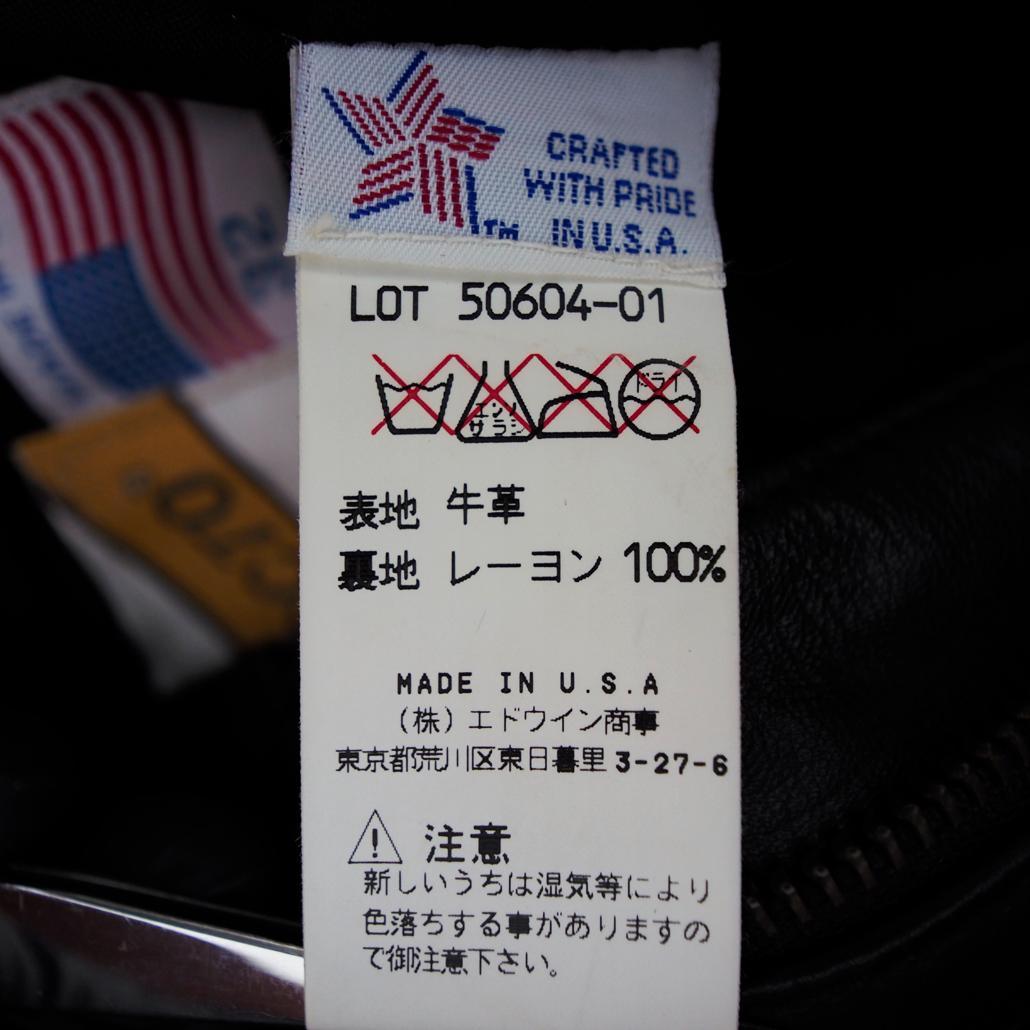 CRAFTED
WITH PRIDE
TM IN U.S.A.
LOT 50604-01
エンソ
サラシ
ドライ
表地 牛革
裏地 レーヨン 100%
MADE IN U.S.A
(株)エドウイン商事
東京都荒川区東日暮里 3-27-6
注意
新しいうちは湿気等により
色落ちする事がありますの
で御注意下さい。